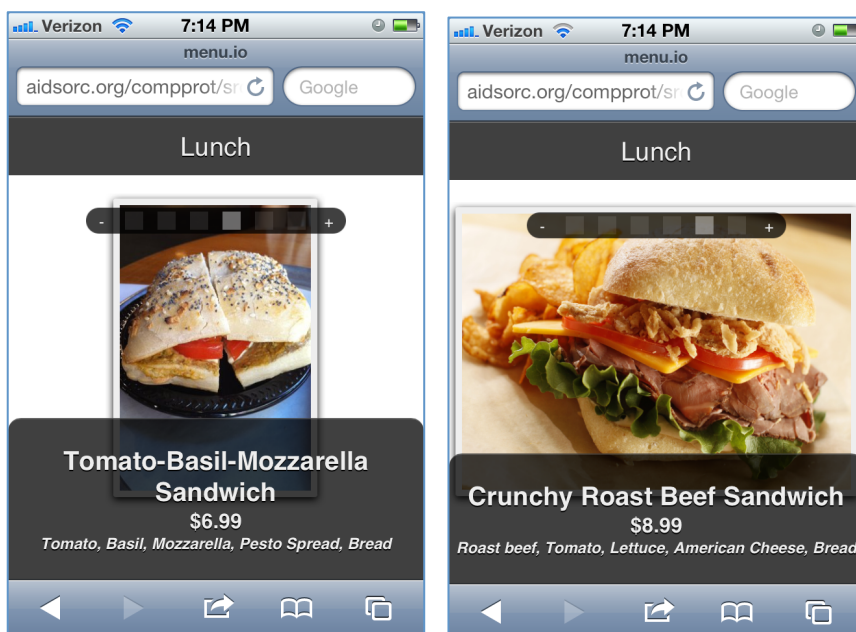 Verizon 7:14 PM
menu.io
aidsorc.org/compprot/sn
Google
Lunch
- +
Tomato-Basil-Mozzarella
Sandwich
$6.99
Tomato, Basil, Mozzarella, Pesto Spread, Bread
Verizon 7:14 PM
menu.io
aidsorc.org/compprot/sn
Google
Lunch
- +
Crunchy Roast Beef Sandwich
$8.99
Roast beef, Tomato, Lettuce, American Cheese, Bread